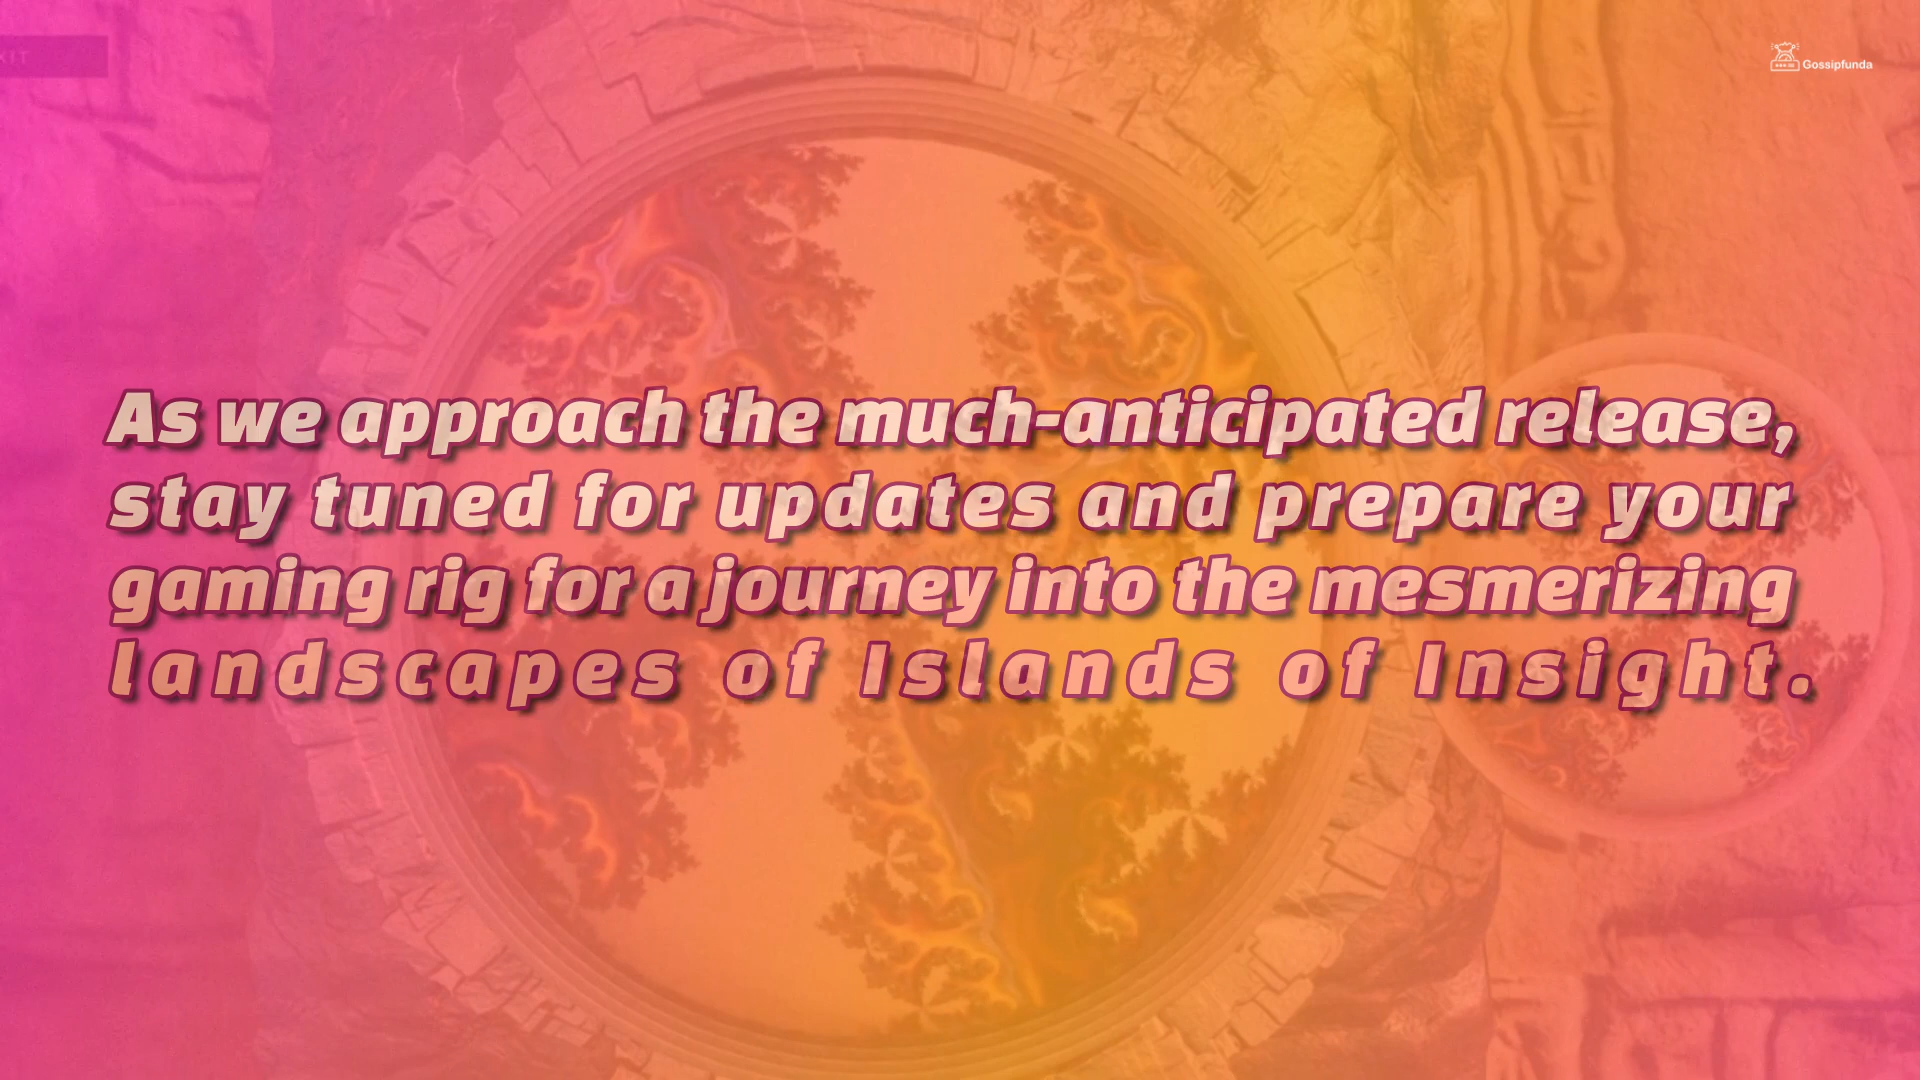 XIT
Gossipfunda
As we approach the much-anticipated release,
stay tuned for updates and prepare your
gaming rig for a journey into the mesmerizing
landscapes of Islands of Insight.